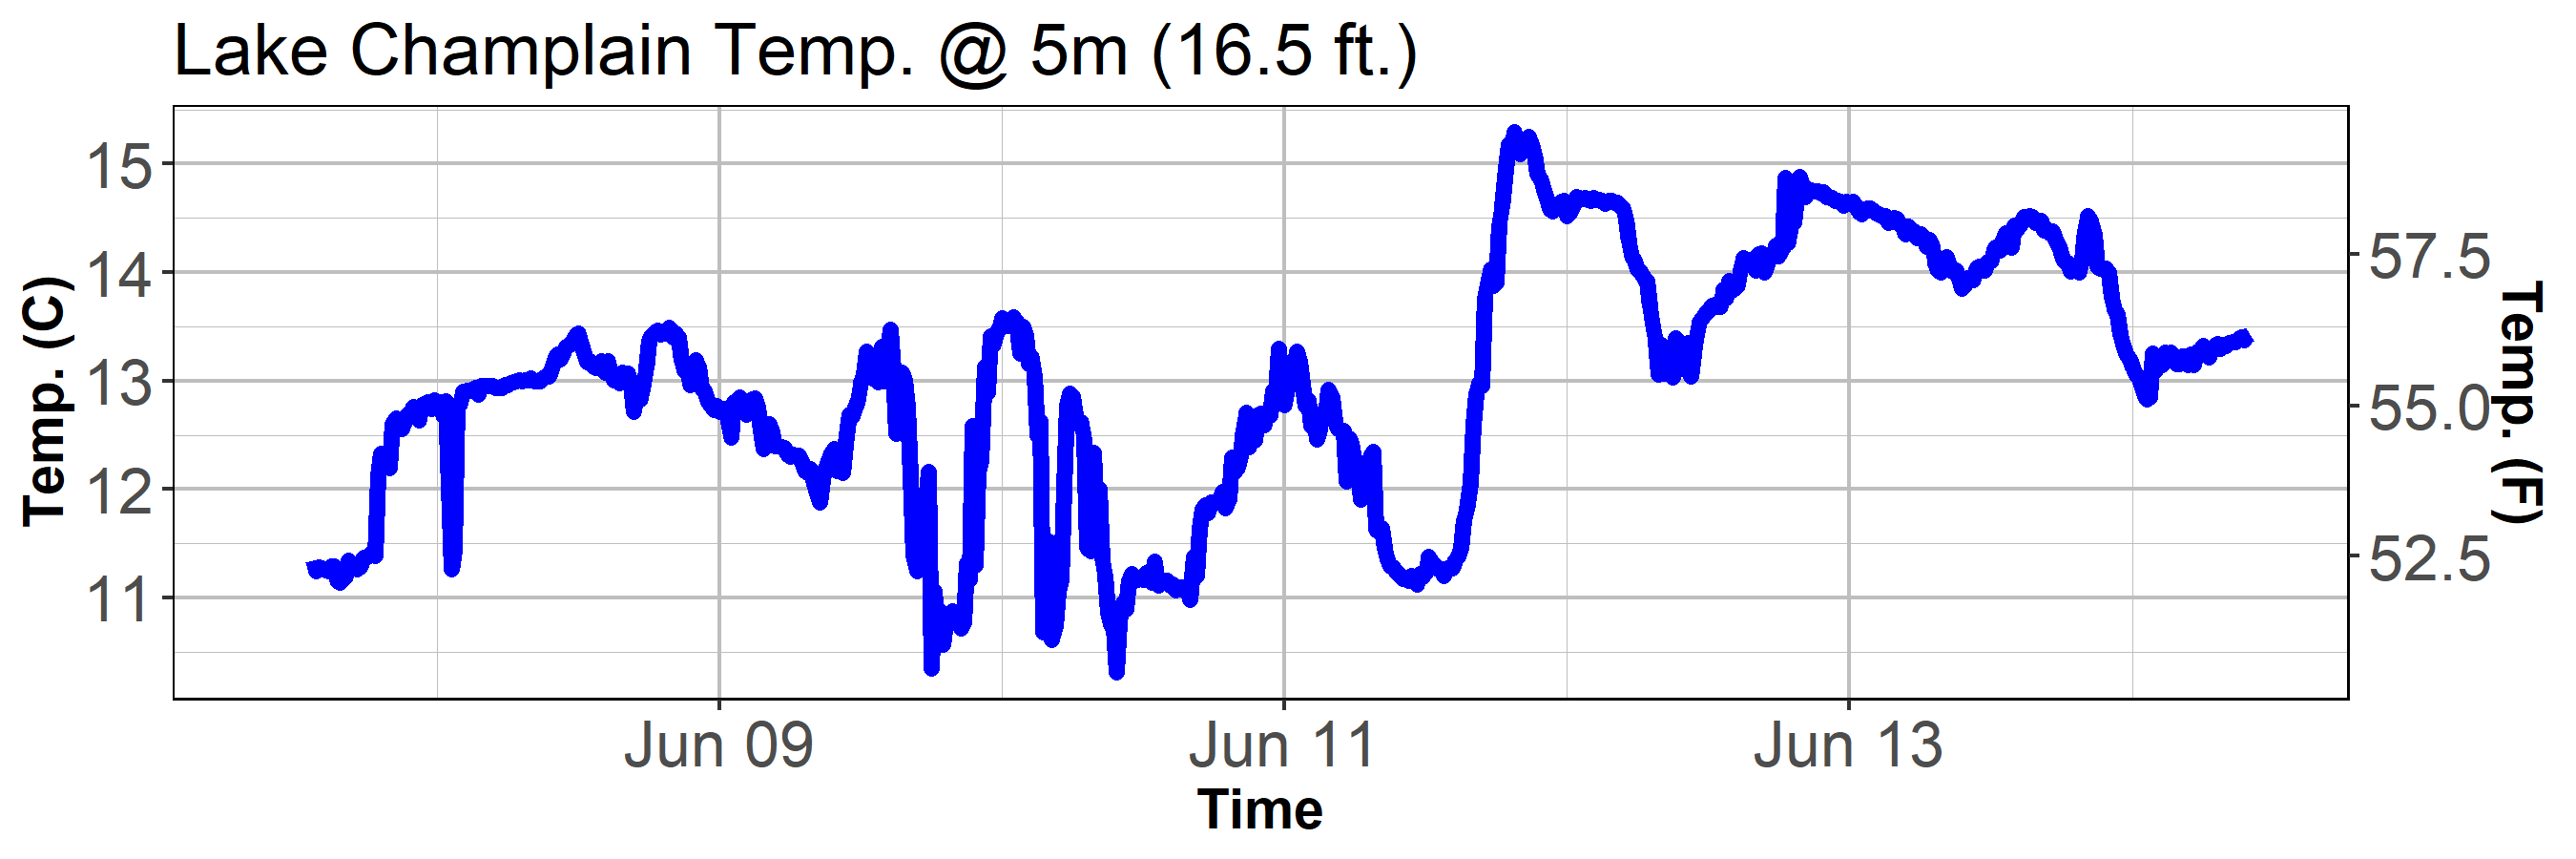 Lake Champlain Temp. @ 5m (16.5 ft.)
Temp. (C)
15
14
13
12
11
57.5
55.0
52.5
Temp. (F)
Jun 09 Jun 11 Jun 13
Time